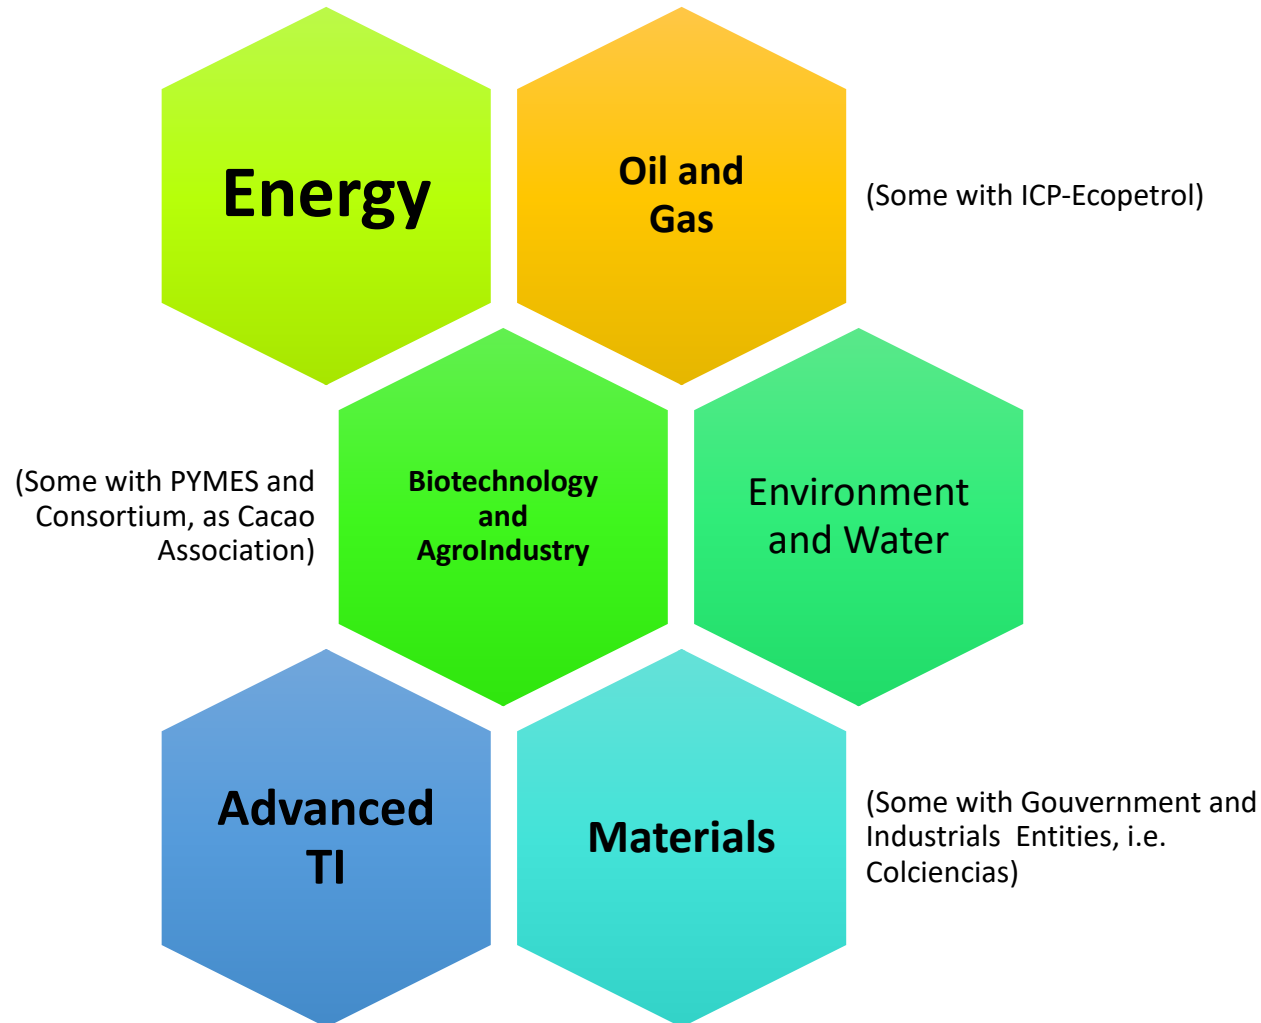 Energy
Oil and
Gas
(Some with ICP-Ecopetrol)
(Some with PYMES and
Consortium, as Cacao
Association)
Biotechnology
and
AgroIndustry
Environment
and Water
Advanced
TI
Materials
(Some with Gouvernment and
Industrials  Entities, i.e.
Colciencias)